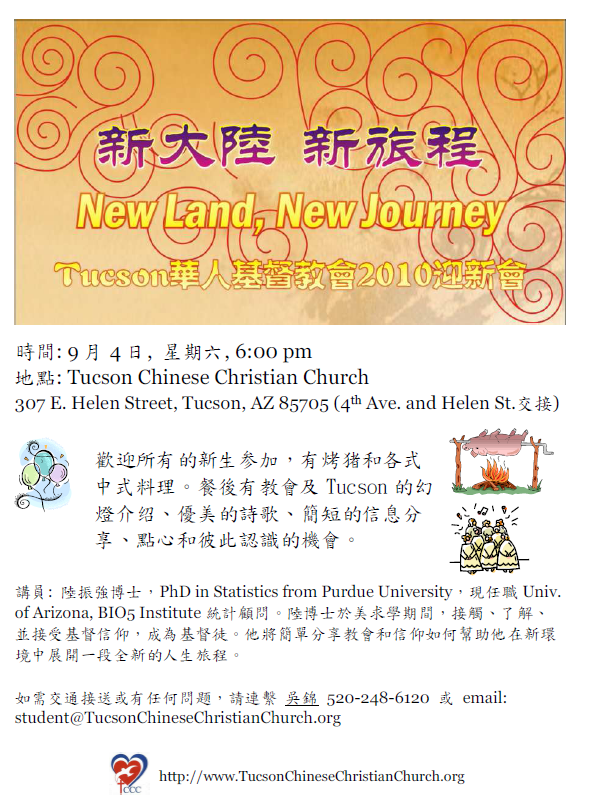 新大陸 新旅程
New Land, New Journey
Tucson華人基督教會2010迎新會
時間: 9 月 4 日, 星期六, 6:00 pm
地點: Tucson Chinese Christian Church
307 E. Helen Street, Tucson, AZ 85705 (4th Ave. and Helen St.交接)
歡迎所有的新生参加，有烤豬和各式
中式料理。餐後有教會及 Tucson 的幻
燈介绍、優美的詩歌、簡短的信息分
享、點心和彼此認識的機會。
講員: 陸振強博士，PhD in Statistics from Purdue University，現任職 Univ.
of Arizona, BIO5 Institute 統計顧問。陸博士於美求學期間，接觸、了解、
並接受基督信仰，成為基督徒。他將簡單分享教會和信仰如何幫助他在新環
境中展開一段全新的人生旅程。
如需交通接送或有任何問題，請連繫 吳錦 520-248-6120 或 email:
student@TucsonChineseChristianChurch.org
TCCC
http://www.TucsonChineseChristianChurch.org